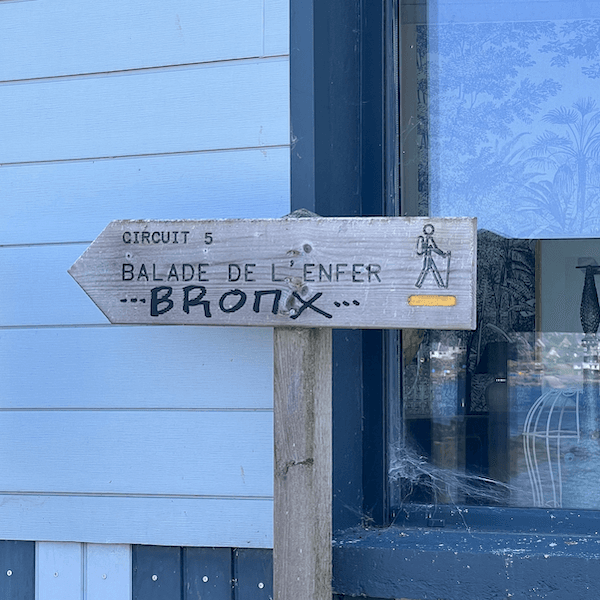 CIRCUIT 5
BALADE DE L'ENFER
...BRONX...